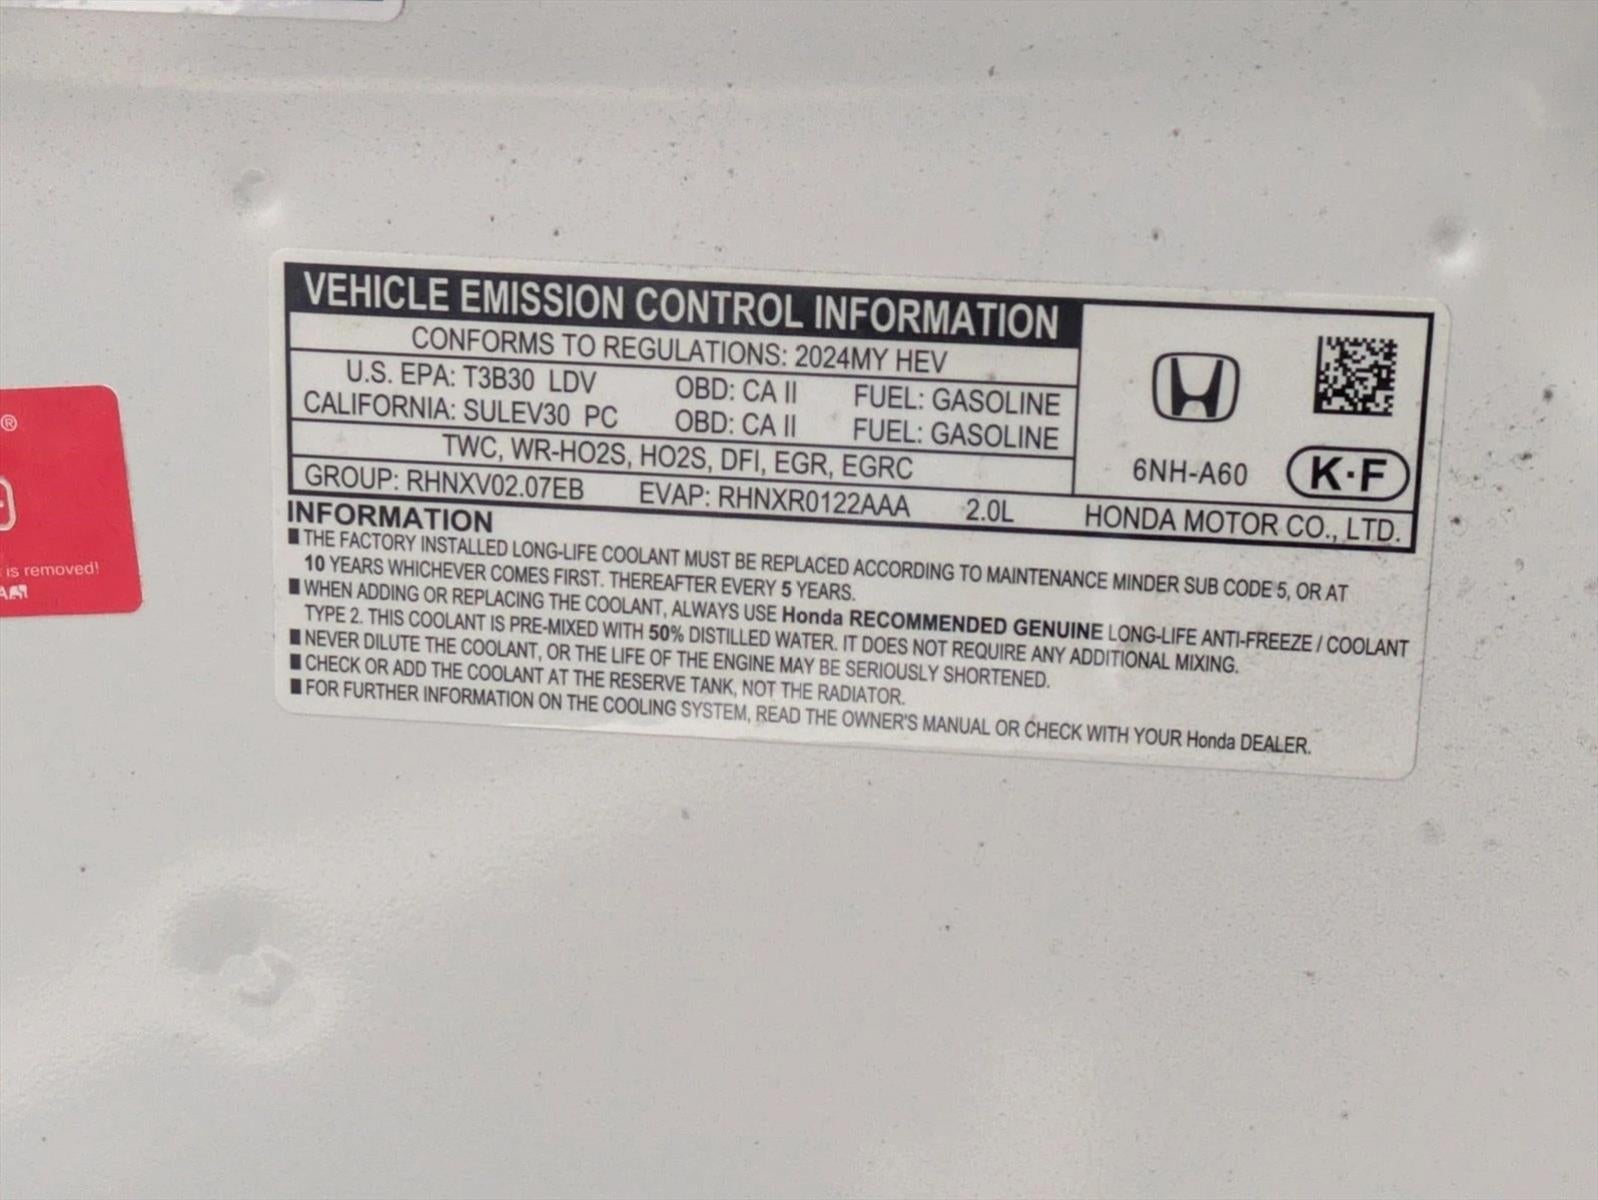 VEHICLE EMISSION CONTROL INFORMATION
CONFORMS TO REGULATIONS: 2024MY HEV
U.S. EPA: T3B30 LDV OBD: CA II FUEL: GASOLINE
CALIFORNIA: SULEV30 PC OBD: CA II FUEL: GASOLINE
TWC, WR-HO2S, HO2S, DFI, EGR, EGRC
6NH-A60 K·F
GROUP: RHNXV02.07EB EVAP: RHNXR0122AAA 2.0L HONDA MOTOR CO., LTD.
INFORMATION
■ THE FACTORY INSTALLED LONG-LIFE COOLANT MUST BE REPLACED ACCORDING TO MAINTENANCE MINDER SUB CODE 5, OR AT
10 YEARS WHICHEVER COMES FIRST. THEREAFTER EVERY 5 YEARS.
■ WHEN ADDING OR REPLACING THE COOLANT, ALWAYS USE Honda RECOMMENDED GENUINE LONG-LIFE ANTI-FREEZE / COOLANT
TYPE 2. THIS COOLANT IS PRE-MIXED WITH 50% DISTILLED WATER. IT DOES NOT REQUIRE ANY ADDITIONAL MIXING.
■ NEVER DILUTE THE COOLANT, OR THE LIFE OF THE ENGINE MAY BE SERIOUSLY SHORTENED.
■ CHECK OR ADD THE COOLANT AT THE RESERVE TANK, NOT THE RADIATOR.
■ FOR FURTHER INFORMATION ON THE COOLING SYSTEM, READ THE OWNER'S MANUAL OR CHECK WITH YOUR Honda DEALER.
®
is removed!